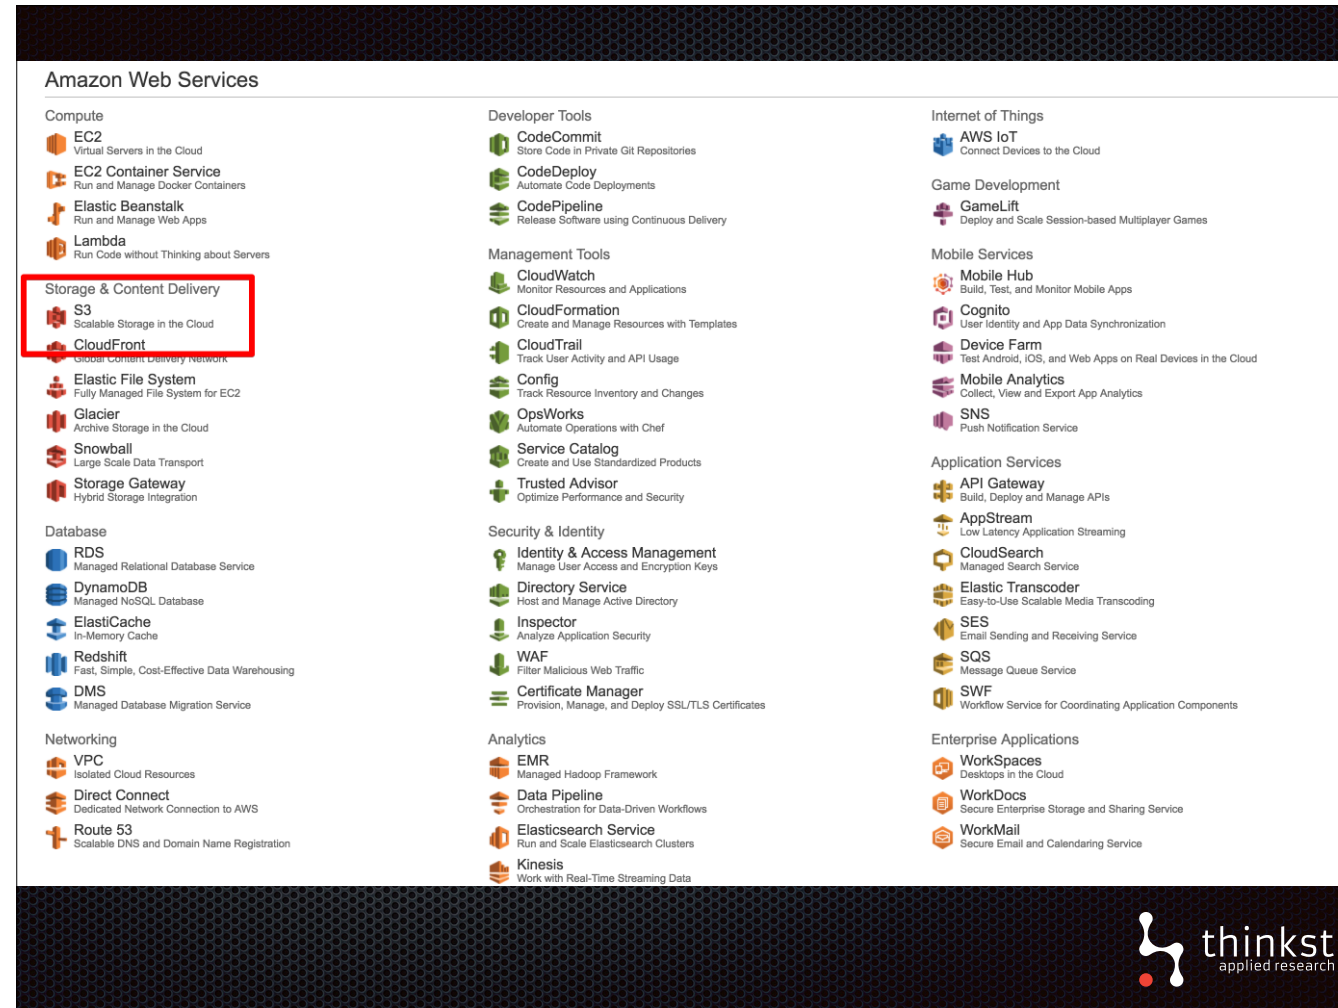 Amazon Web Services
Compute
EC2
Virtual Servers in the Cloud
EC2 Container Service
Run and Manage Docker Containers
Elastic Beanstalk
Run and Manage Web Apps
Lambda
Run Code without Thinking about Servers
Storage & Content Delivery
S3
Scalable Storage in the Cloud
CloudFront
Global Content Delivery Network
Elastic File System
Fully Managed File System for EC2
Glacier
Archive Storage in the Cloud
Snowball
Large Scale Data Transport
Storage Gateway
Hybrid Storage Integration
Database
RDS
Managed Relational Database Service
DynamoDB
Managed NoSQL Database
ElastiCache
In-Memory Cache
Redshift
Fast, Simple, Cost-Effective Data Warehousing
DMS
Managed Database Migration Service
Networking
VPC
Isolated Cloud Resources
Direct Connect
Dedicated Network Connection to AWS
Route 53
Scalable DNS and Domain Name Registration
Developer Tools
CodeCommit
Store Code in Private Git Repositories
CodeDeploy
Automate Code Deployments
CodePipeline
Release Software using Continuous Delivery
Management Tools
CloudWatch
Monitor Resources and Applications
CloudFormation
Create and Manage Resources with Templates
CloudTrail
Track User Activity and API Usage
Config
Track Resource Inventory and Changes
OpsWorks
Automate Operations with Chef
Service Catalog
Create and Use Standardized Products
Trusted Advisor
Optimize Performance and Security
Security & Identity
Identity & Access Management
Manage User Access and Encryption Keys
Directory Service
Host and Manage Active Directory
Inspector
Analyze Application Security
WAF
Filter Malicious Web Traffic
Certificate Manager
Provision, Manage, and Deploy SSL/TLS Certificates
Analytics
EMR
Managed Hadoop Framework
Data Pipeline
Orchestration for Data-Driven Workflows
Elasticsearch Service
Run and Scale Elasticsearch Clusters
Kinesis
Work with Real-Time Streaming Data
Internet of Things
AWS IoT
Connect Devices to the Cloud
Game Development
GameLift
Deploy and Scale Session-based Multiplayer Games
Mobile Services
Mobile Hub
Build, Test, and Monitor Mobile Apps
Cognito
User Identity and App Data Synchronization
Device Farm
Test Android, iOS, and Web Apps on Real Devices in the Cloud
Mobile Analytics
Collect, View and Export App Analytics
SNS
Push Notification Service
Application Services
API Gateway
Build, Deploy and Manage APIs
AppStream
Low Latency Application Streaming
CloudSearch
Managed Search Service
Elastic Transcoder
Easy-to-Use Scalable Media Transcoding
SES
Email Sending and Receiving Service
SQS
Message Queue Service
SWF
Workflow Service for Coordinating Application Components
Enterprise Applications
WorkSpaces
Desktops in the Cloud
WorkDocs
Secure Enterprise Storage and Sharing Service
WorkMail
Secure Email and Calendaring Service
thinkst
applied research